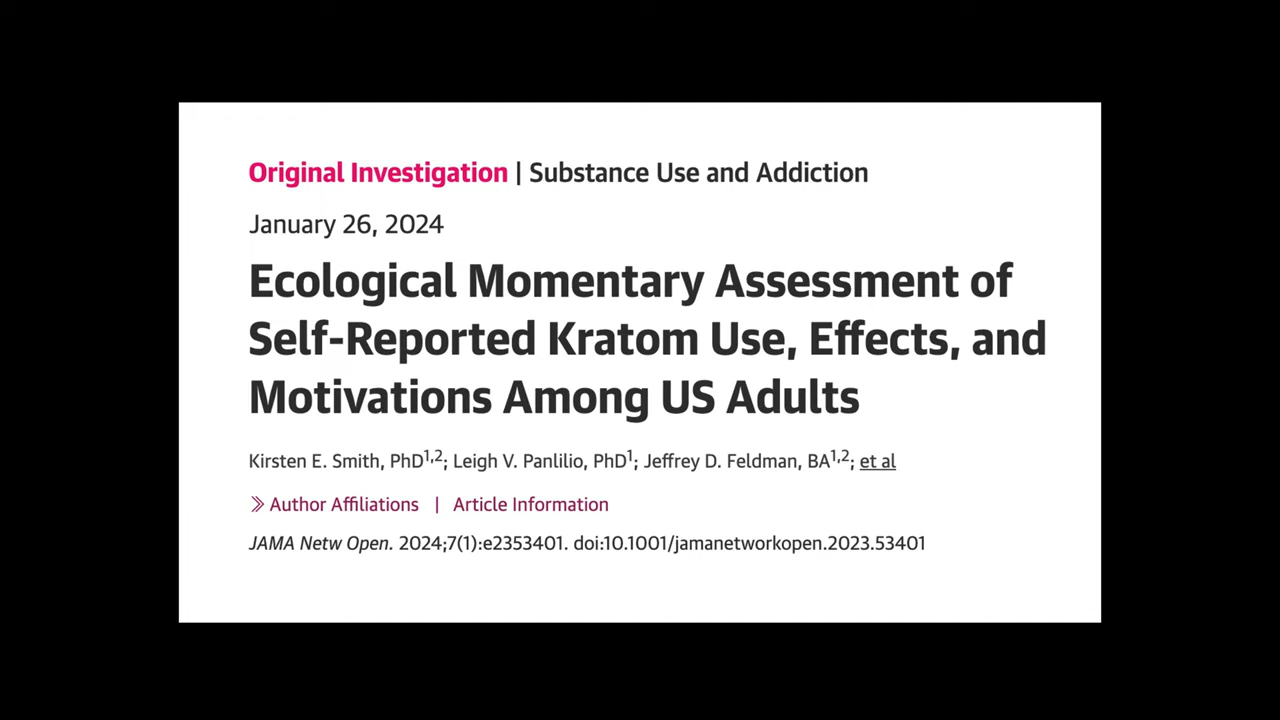 Original Investigation | Substance Use and Addiction
January 26, 2024
Ecological Momentary Assessment of
Self-Reported Kratom Use, Effects, and
Motivations Among US Adults
Kirsten E. Smith, PhD1,2; Leigh V. Panlilio, PhD1; Jeffrey D. Feldman, BA1,2; et al
Author Affiliations | Article Information
JAMA Netw Open. 2024;7(1):e2353401. doi:10.1001/jamanetworkopen.2023.53401